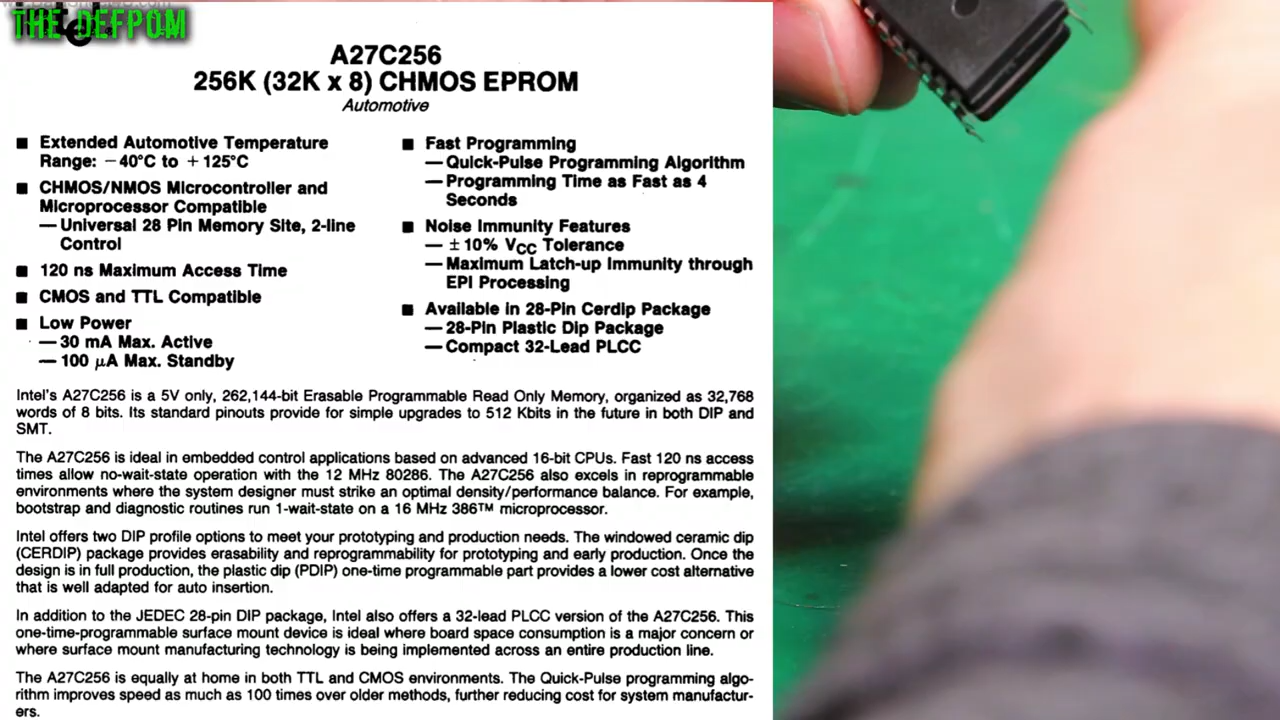 THE DEFPOM
A27C256
256K (32K x 8) CHMOS EPROM
Automotive
■ Extended Automotive Temperature
Range: −40°C to +125°C
■ CHMOS/NMOS Microcontroller and
Microprocessor Compatible
— Universal 28 Pin Memory Site, 2-line
Control
■ 120 ns Maximum Access Time
■ CMOS and TTL Compatible
■ Low Power
— 30 mA Max. Active
— 100 µA Max. Standby
■ Fast Programming
— Quick-Pulse Programming Algorithm
— Programming Time as Fast as 4
Seconds
■ Noise Immunity Features
— ±10% VCC Tolerance
— Maximum Latch-up Immunity through
EPI Processing
■ Available in 28-Pin Cerdip Package
— 28-Pin Plastic Dip Package
— Compact 32-Lead PLCC
Intel's A27C256 is a 5V only, 262,144-bit Erasable Programmable Read Only Memory, organized as 32,768
words of 8 bits. Its standard pinouts provide for simple upgrades to 512 Kbits in the future in both DIP and
SMT.
The A27C256 is ideal in embedded control applications based on advanced 16-bit CPUs. Fast 120 ns access
times allow no-wait-state operation with the 12 MHz 80286. The A27C256 also excels in reprogrammable
environments where the system designer must strike an optimal density/performance balance. For example,
bootstrap and diagnostic routines run 1-wait-state on a 16 MHz 386™ microprocessor.
Intel offers two DIP profile options to meet your prototyping and production needs. The windowed ceramic dip
(CERDIP) package provides erasability and reprogrammability for prototyping and early production. Once the
design is in full production, the plastic dip (PDIP) one-time programmable part provides a lower cost alternative
that is well adapted for auto insertion.
In addition to the JEDEC 28-pin DIP package, Intel also offers a 32-lead PLCC version of the A27C256. This
one-time-programmable surface mount device is ideal where board space consumption is a major concern or
where surface mount manufacturing technology is being implemented across an entire production line.
The A27C256 is equally at home in both TTL and CMOS environments. The Quick-Pulse programming algo-
rithm improves speed as much as 100 times over older methods, further reducing cost for system manufactur-
ers.